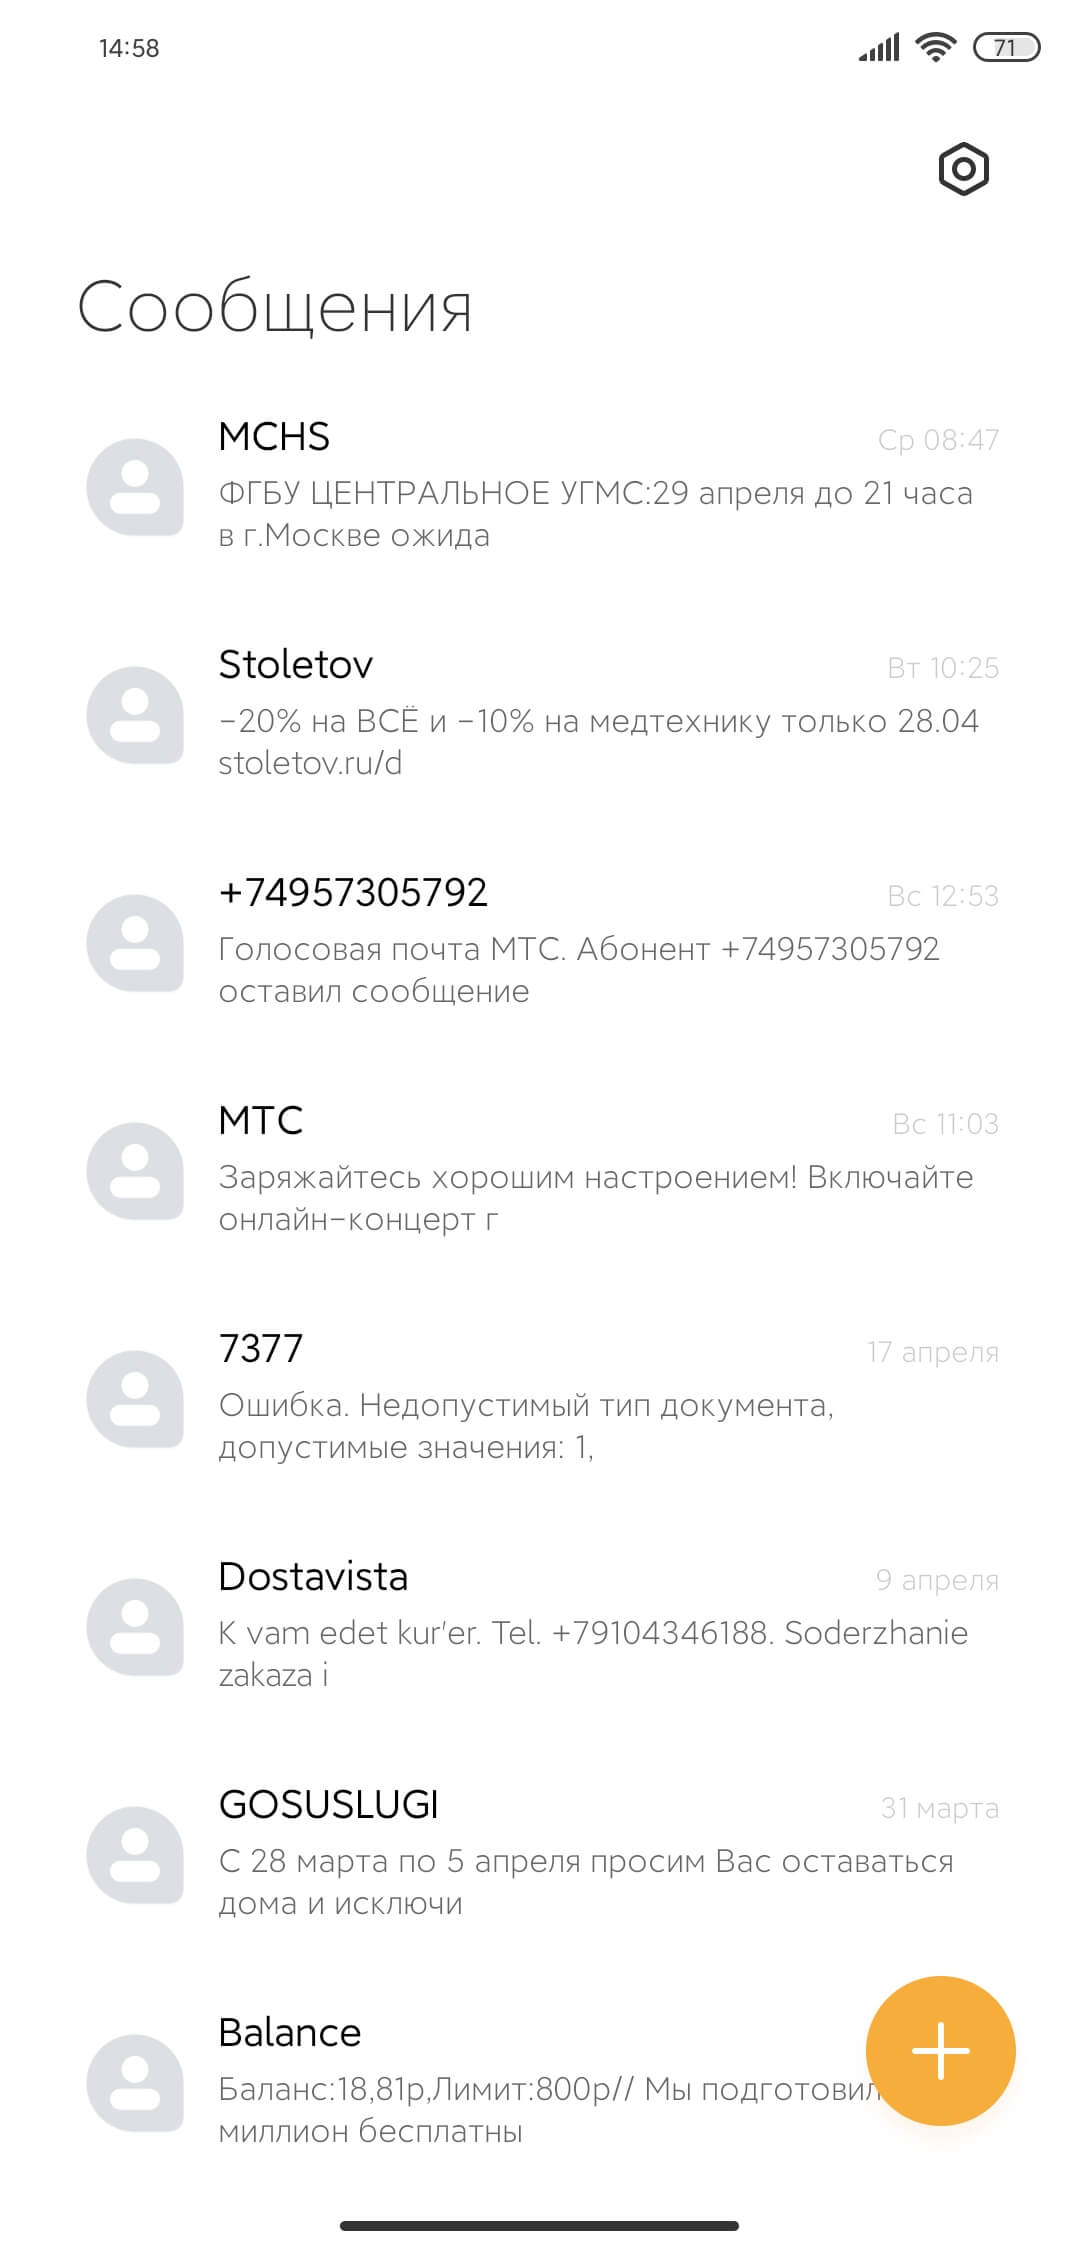 14:58
71
Сообщения
MCHS
Ср 08:47
ФГБУ ЦЕНТРАЛЬНОЕ УГМС:29 апреля до 21 часа
в г.Москве ожида
Stoletov
Вт 10:25
-20% на ВСЁ и -10% на медтехнику только 28.04
stoletov.ru/d
+74957305792
Вс 12:53
Голосовая почта МТС. Абонент +74957305792
оставил сообщение
МТС
Вс 11:03
Заряжайтесь хорошим настроением! Включайте
онлайн-концерт г
7377
17 апреля
Ошибка. Недопустимый тип документа,
допустимые значения: 1,
Dostavista
9 апреля
K vam edet kur'er. Tel. +79104346188. Soderzhanie
zakaza i
GOSUSLUGI
31 марта
С 28 марта по 5 апреля просим Вас оставаться
дома и исключи
Balance
Баланс:18,81р,Лимит:800р// Мы подготовил
миллион бесплатны